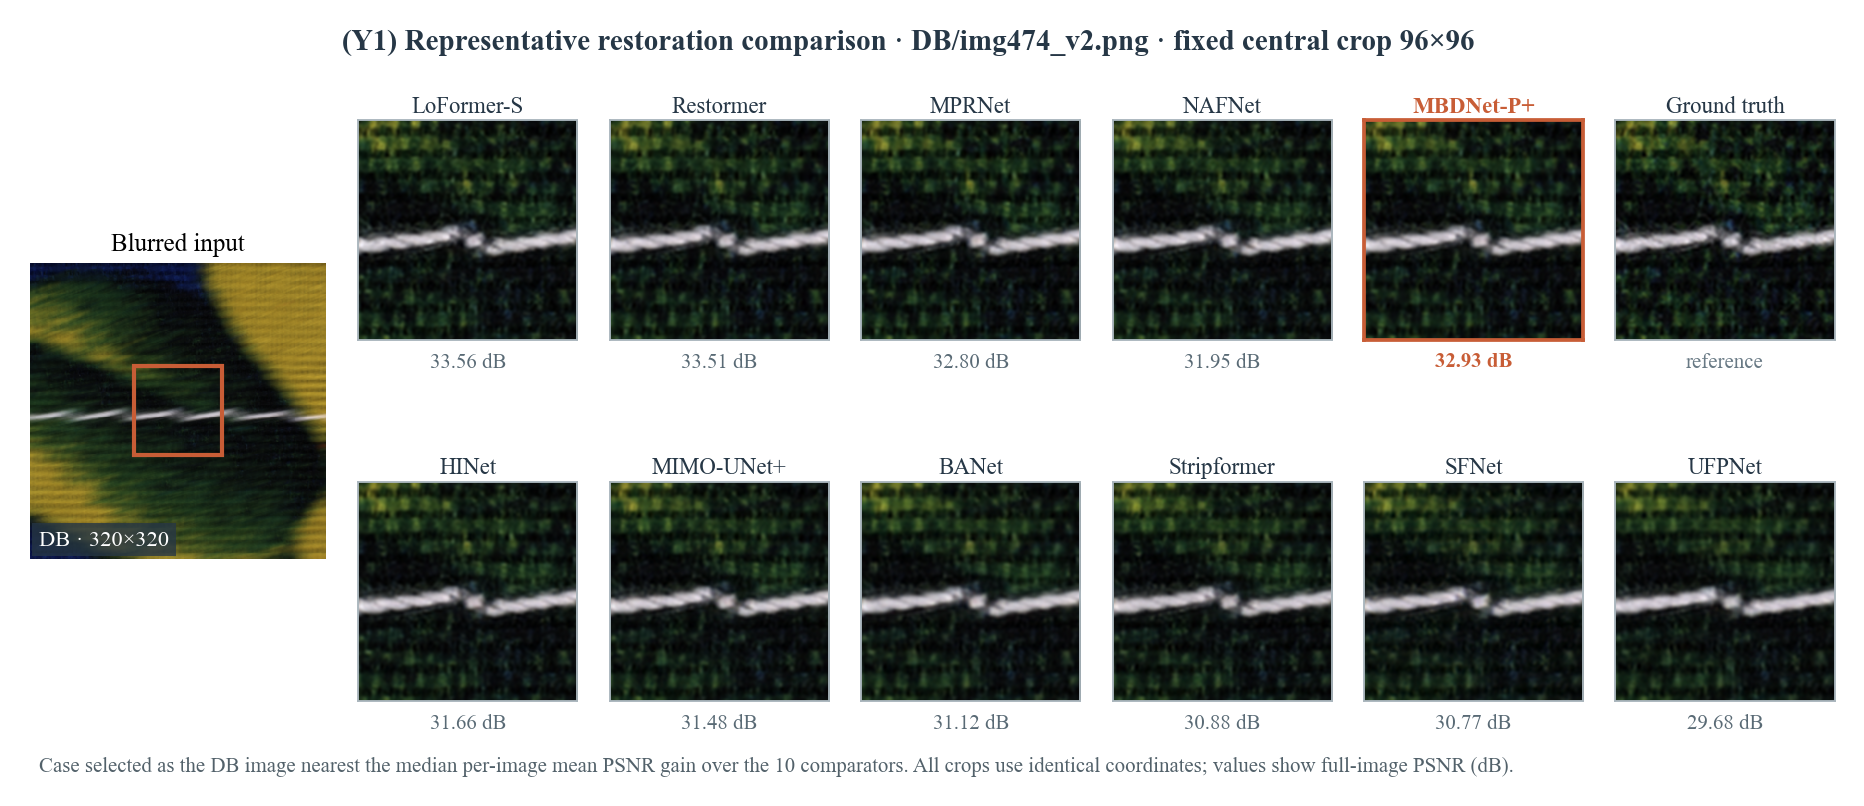 (Y1) Representative restoration comparison · DB/img474_v2.png · fixed central crop 96×96
Blurred input
DB · 320×320
LoFormer-S
Restormer
MPRNet
NAFNet
MBDNet-P+
Ground truth
33.56 dB
33.51 dB
32.80 dB
31.95 dB
32.93 dB
reference
HINet
MIMO-UNet+
BANet
Stripformer
SFNet
UFPNet
31.66 dB
31.48 dB
31.12 dB
30.88 dB
30.77 dB
29.68 dB
Case selected as the DB image nearest the median per-image mean PSNR gain over the 10 comparators. All crops use identical coordinates; values show full-image PSNR (dB).